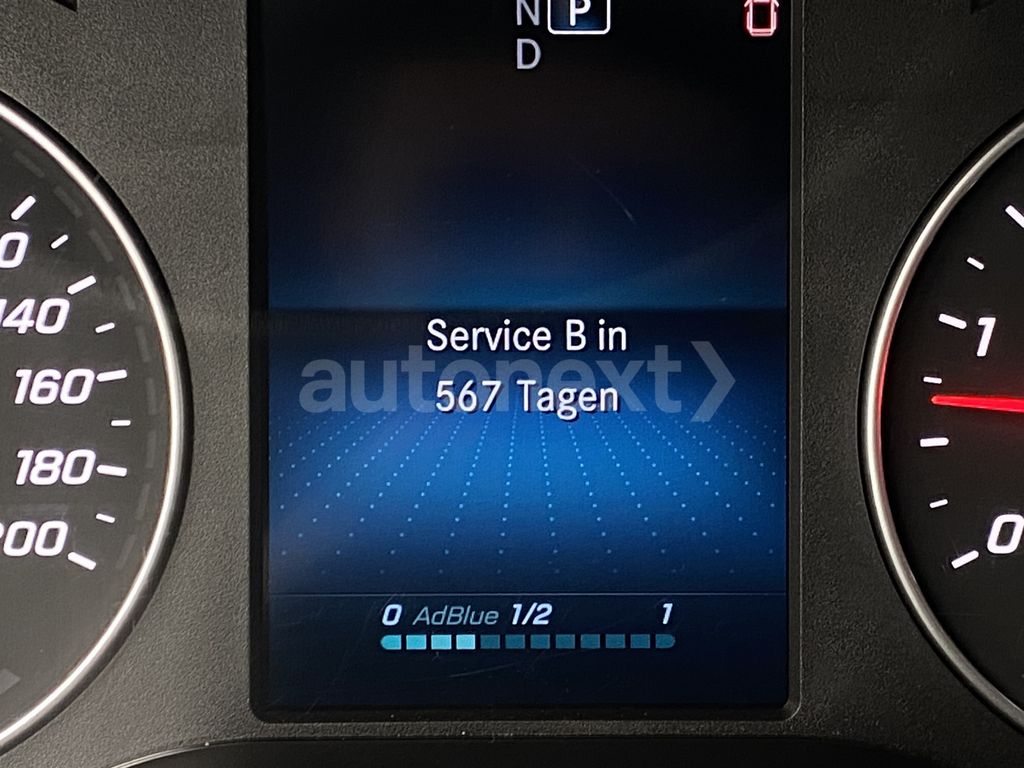 N P
D
0
140
160
180
200
Service B in
autonext
567 Tagen
0 AdBlue 1/2 1
1
0